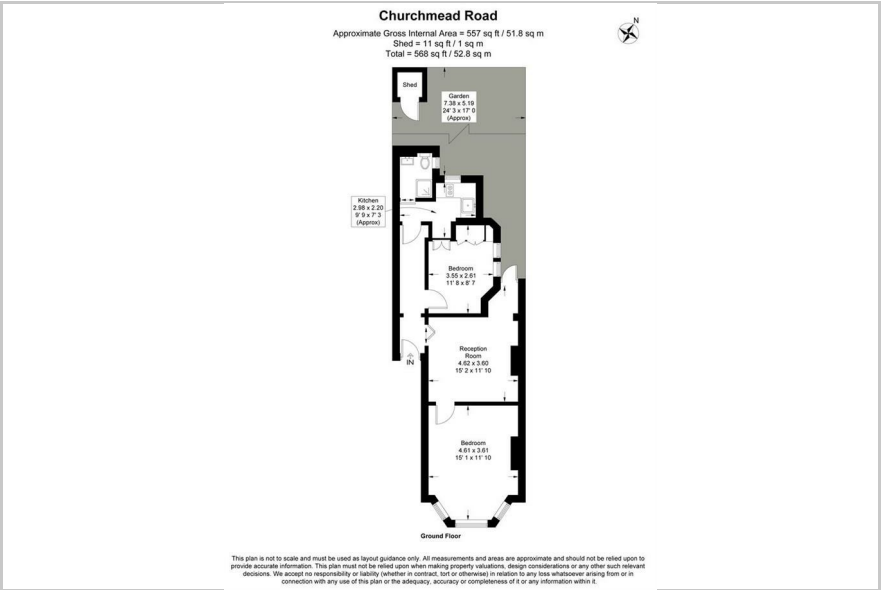 Churchmead Road
Approximate Gross Internal Area = 557 sq ft / 51.8 sq m
Shed = 11 sq ft / 1 sq m
Total = 568 sq ft / 52.8 sq m
N
Shed
Garden
7.38 x 5.19
24' 3 x 17' 0
(Approx)
Kitchen
2.98 x 2.20
9' 9 x 7' 3
(Approx)
Bedroom
3.55 x 2.61
11' 8 x 8' 7
IN
Reception
Room
4.62 x 3.60
15' 2 x 11' 10
Bedroom
4.61 x 3.61
15' 1 x 11' 10
Ground Floor
This plan is not to scale and must be used as layout guidance only. All measurements and areas are approximate and should not be relied upon to
provide accurate information. This plan must not be relied upon when making property valuations, design considerations or any other such relevant
decisions. We accept no responsibility or liability (whether in contract, tort or otherwise) in relation to any loss whatsoever arising from or in
connection with any use of this plan or the adequacy, accuracy or completeness of it or any information within it.